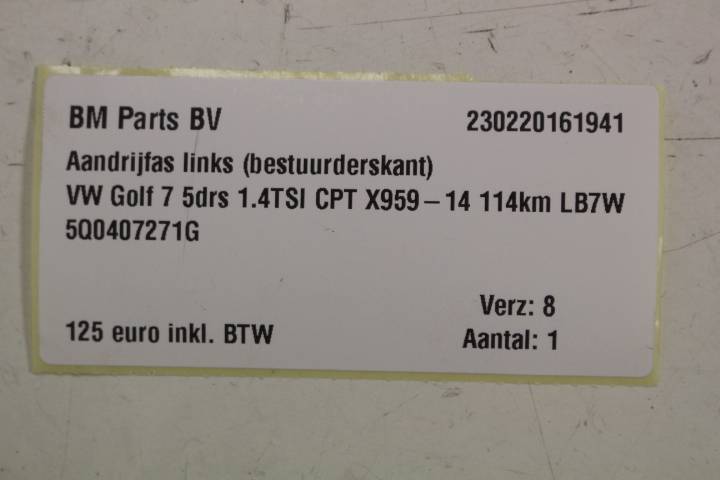 BM Parts BV 230220161941
Aandrijfas links (bestuurderskant)
VW Golf 7 5drs 1.4TSI CPT X959 – 14 114km LB7W
5Q0407271G
Verz: 8
125 euro inkl. BTW Aantal: 1